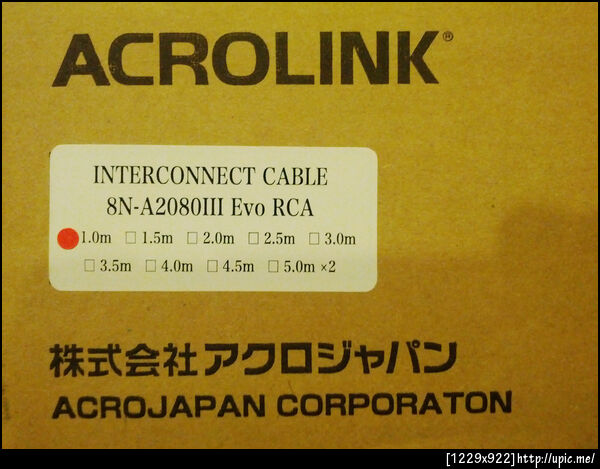 ACROLINK®
INTERCONNECT CABLE
8N-A2080III Evo RCA
1.0m □ 1.5m □ 2.0m □ 2.5m □ 3.0m
□ 3.5m □ 4.0m □ 4.5m □ 5.0m ×2
株式会社アクロジャパン
ACROJAPAN CORPORATON
[1229x922]http://upic.me/